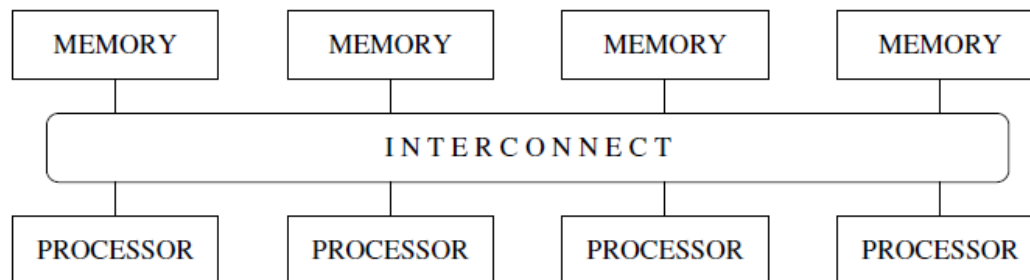 MEMORY MEMORY MEMORY MEMORY
INTERCONNECT
PROCESSOR PROCESSOR PROCESSOR PROCESSOR